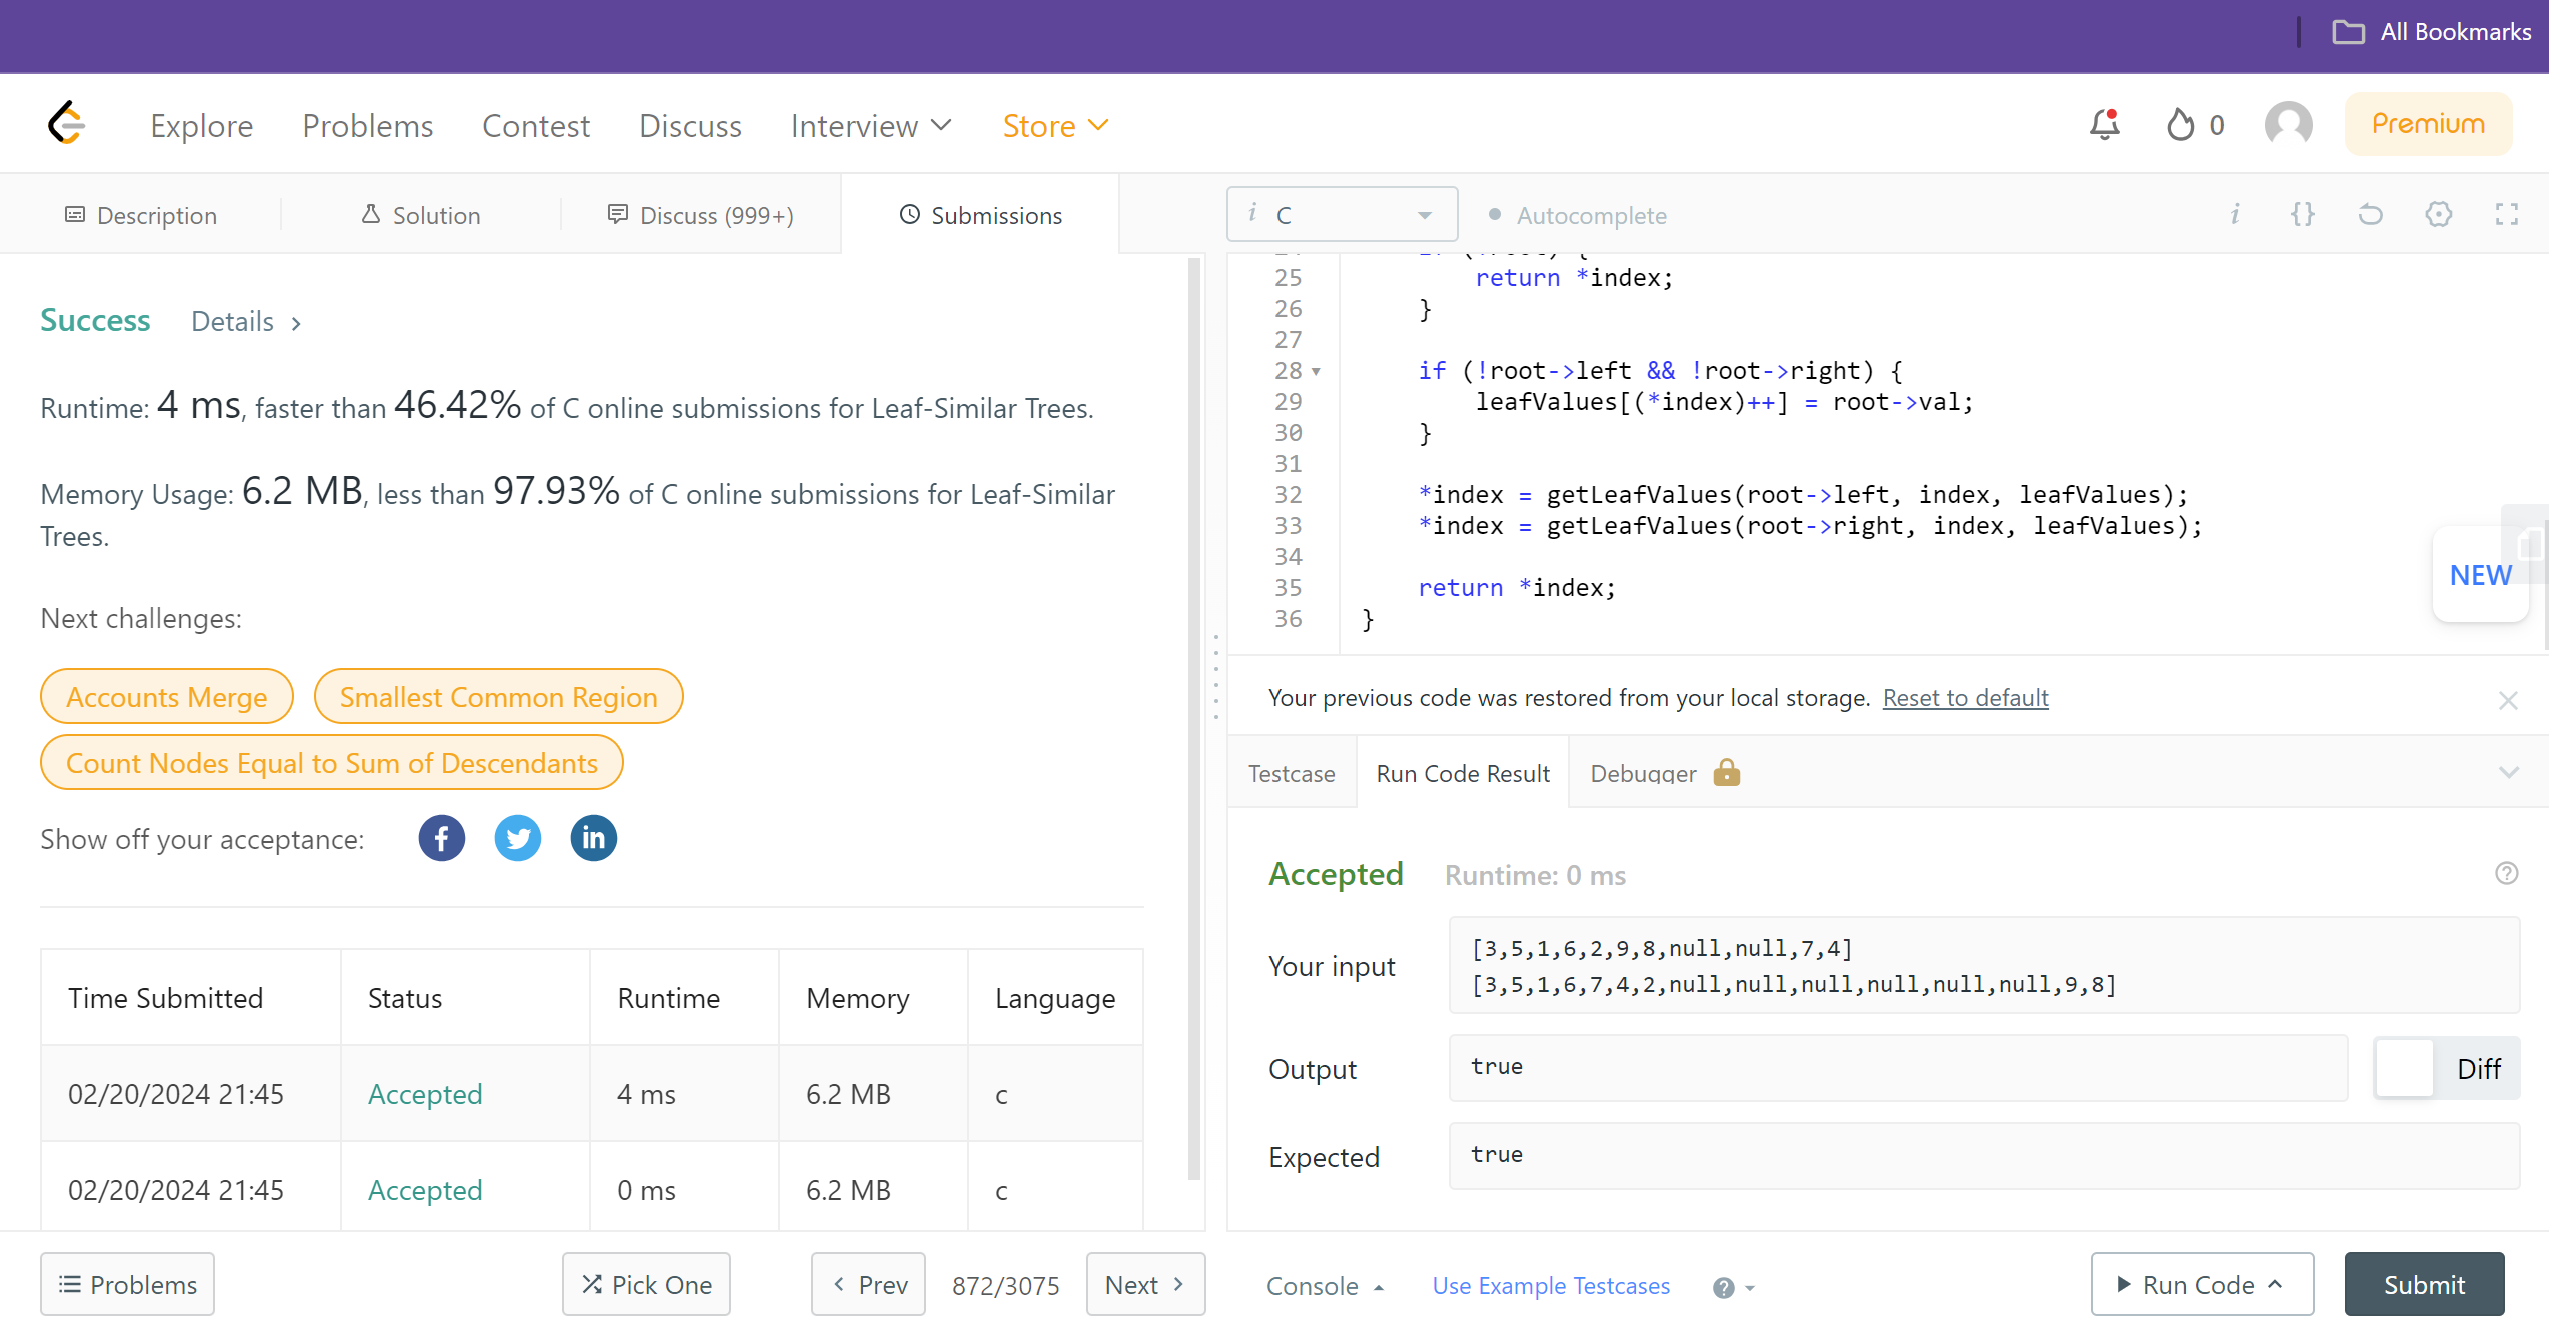 All Bookmarks
Explore Problems Contest Discuss Interview Store
0 Premium
Description Solution Discuss (999+) Submissions
Success Details
Runtime: 4 ms, faster than 46.42% of C online submissions for Leaf-Similar Trees.
Memory Usage: 6.2 MB, less than 97.93% of C online submissions for Leaf-Similar
Trees.
Next challenges:
Accounts Merge Smallest Common Region
Count Nodes Equal to Sum of Descendants
Show off your acceptance:
Time Submitted Status Runtime Memory Language
02/20/2024 21:45 Accepted 4 ms 6.2 MB c
02/20/2024 21:45 Accepted 0 ms 6.2 MB c
Problems Pick One Prev 872/3075 Next
i C Autocomplete i {}
25 return *index;
26 }
27
28 if (!root->left && !root->right) {
29 leafValues[(*index)++] = root->val;
30 }
31
32 *index = getLeafValues(root->left, index, leafValues);
33 *index = getLeafValues(root->right, index, leafValues);
34
35 return *index;
36 }
NEW
Your previous code was restored from your local storage. Reset to default
Testcase Run Code Result Debugger
Accepted Runtime: 0 ms
Your input
[3,5,1,6,2,9,8,null,null,7,4]
[3,5,1,6,7,4,2,null,null,null,null,null,null,9,8]
Output true Diff
Expected true
Console Use Example Testcases Run Code Submit